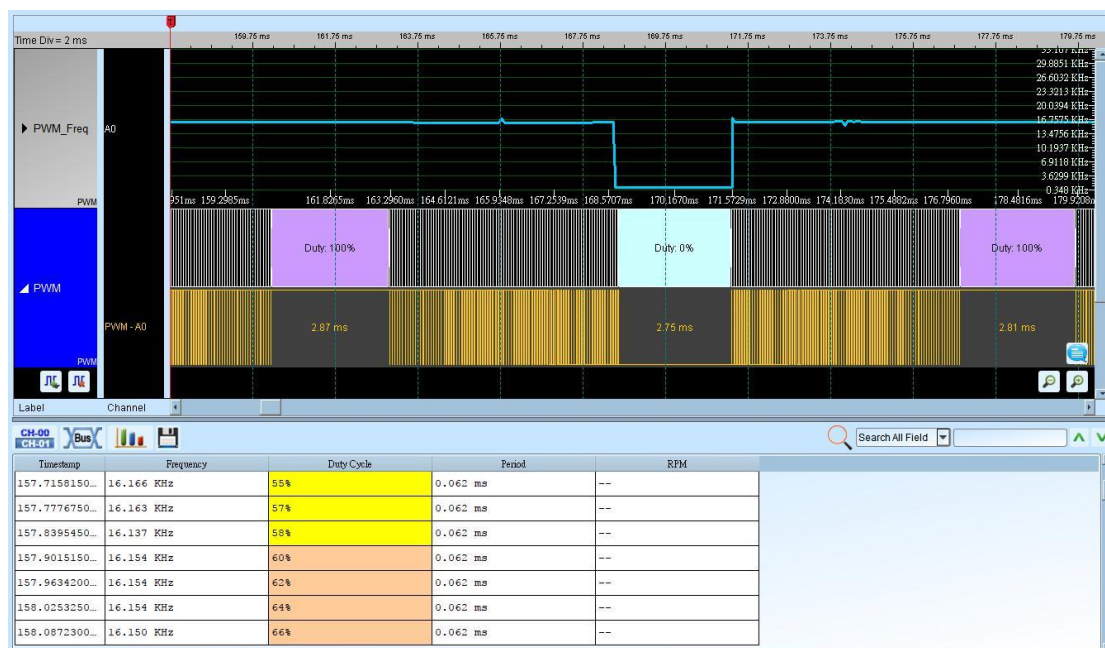 Time Div = 2 ms
159.75 ms 161.75 ms 163.75 ms 165.75 ms 167.75 ms 169.75 ms 171.75 ms 173.75 ms 175.75 ms 177.75 ms 179.75 ms
PWM_Freq A0
PWM
29.8851 KHz
26.6032 KHz
23.3213 KHz
20.0394 KHz
16.7575 KHz
13.4756 KHz
10.1937 KHz
6.9118 KHz
3.6299 KHz
0.348 KHz
951ms 159.2985ms 161.8265ms 163.2960ms 164.6121ms 165.9348ms 167.2539ms 168.5707ms 170.1670ms 171.5729ms 172.8800ms 174.1830ms 175.4882ms 176.7960ms 178.4816ms
Duty: 100% Duty: 0% Duty: 100%
PWM
PWM - A0 2.87 ms 2.75 ms 2.81 ms
PWM
Label Channel
CH-00
CH-01
Bus
Search All Field
Timestamp Frequency Duty Cycle Period RPM
157.7158150... 16.166 KHz 55% 0.062 ms --
157.7776750... 16.163 KHz 57% 0.062 ms --
157.8395450... 16.137 KHz 58% 0.062 ms --
157.9015150... 16.154 KHz 60% 0.062 ms --
157.9634200... 16.154 KHz 62% 0.062 ms --
158.0253250... 16.154 KHz 64% 0.062 ms --
158.0872300... 16.150 KHz 66% 0.062 ms --